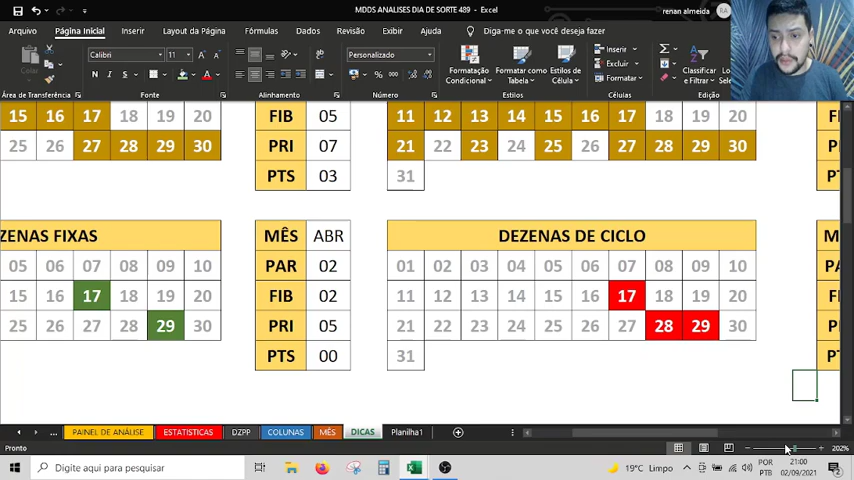 MDDS ANALISES DIA DE SORTE 489 - Excel
renan almeida
RA
Arquivo Página Inicial Inserir Layout da Página Fórmulas Dados Revisão Exibir Ajuda Diga-me o que você deseja fazer
Colar
Calibri 11
N I S
Personalizado
Formatação Condicional
Formatar como Tabela
Estilos de Célula
Inserir
Excluir
Formatar
Classificar
Área de Transferência Fonte Alinhamento Número Estilos Células Edição
15 16 17 18 19 20 FIB 05 11 12 13 14 15 16 17 18 19 20
25 26 27 28 29 30 PRI 07 21 22 23 24 25 26 27 28 29 30 PRI
PTS 03 31
ZENAS FIXAS MÊS ABR DEZENAS DE CICLO
05 06 07 08 09 10 PAR 02 01 02 03 04 05 06 07 08 09 10
15 16 17 18 19 20 FIB 02 11 12 13 14 15 16 17 18 19 20
25 26 27 28 29 30 PRI 05 21 22 23 24 25 26 27 28 29 30 PRI
PTS 00 31
... PAINEL DE ANÁLISE ESTATISTICAS DZPP COLUNAS MÊS DICAS Planilha1
Pronto
202%
Digite aqui para pesquisar
19°C Limpo
POR
PTB
21:00
02/09/2021
2